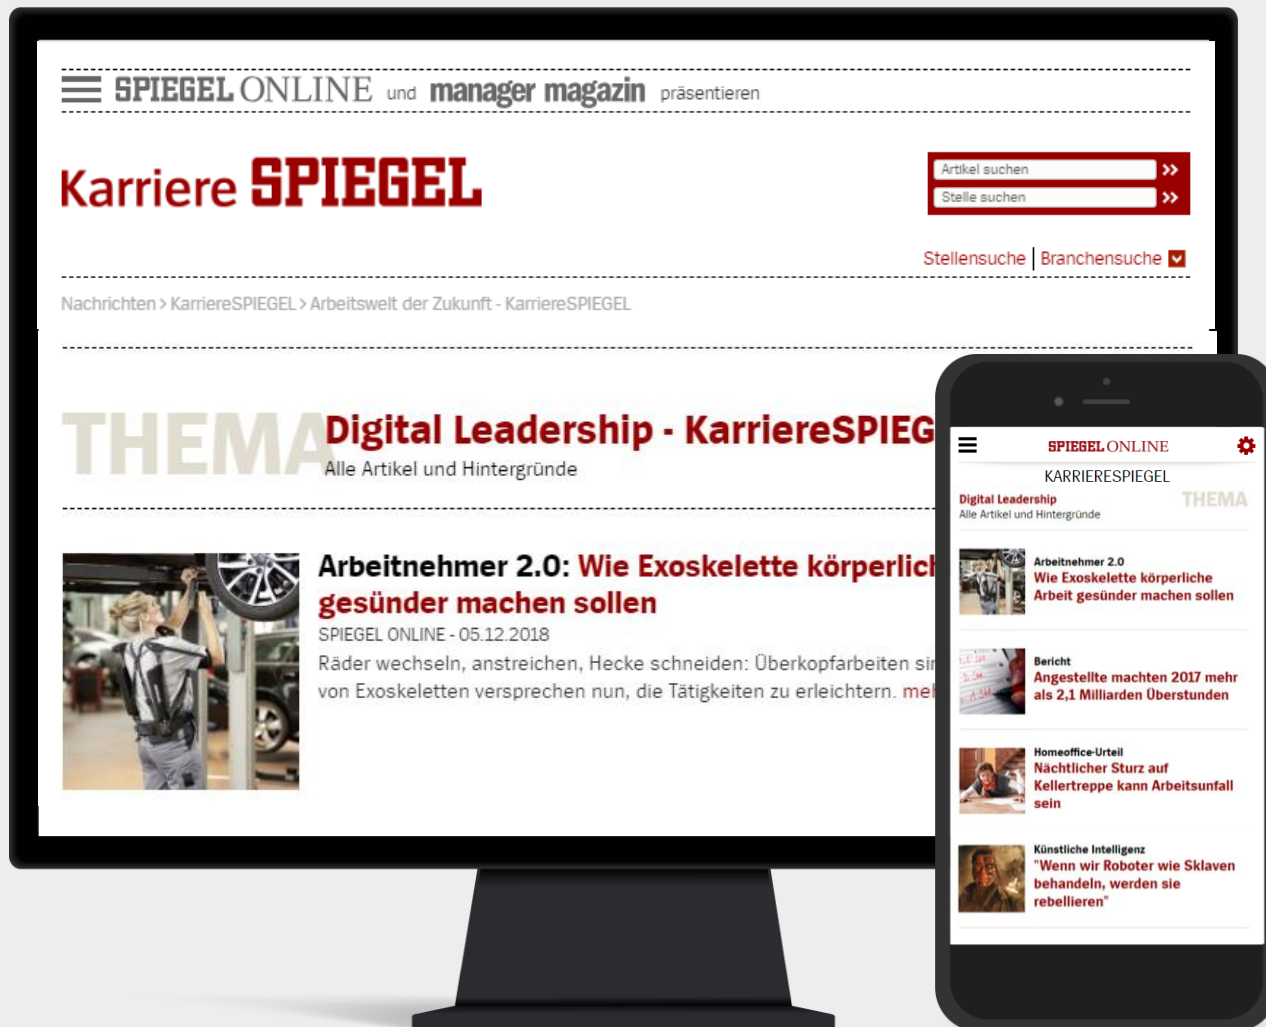 SPIEGEL ONLINE und manager magazin präsentieren
Karriere SPIEGEL
Artikel suchen
Stelle suchen
Stellensuche | Branchensuche
Nachrichten > KarriereSPIEGEL > Arbeitswelt der Zukunft - KarriereSPIEGEL
THEMA
Digital Leadership - KarriereSPIEG
Alle Artikel und Hintergründe
Arbeitnehmer 2.0: Wie Exoskelette körperlich
gesünder machen sollen
SPIEGEL ONLINE - 05.12.2018
Räder wechseln, anstreichen, Hecke schneiden: Überkopfarbeiten sin
von Exoskeletten versprechen nun, die Tätigkeiten zu erleichtern. meh
SPIEGEL ONLINE
KARRIERESPIEGEL
Digital Leadership
THEMA
Alle Artikel und Hintergründe
Arbeitnehmer 2.0
Wie Exoskelette körperliche
Arbeit gesünder machen sollen
Bericht
Angestellte machten 2017 mehr
als 2,1 Milliarden Überstunden
Homeoffice-Urteil
Nächtlicher Sturz auf
Kellertreppe kann Arbeitsunfall
sein
Künstliche Intelligenz
"Wenn wir Roboter wie Sklaven
behandeln, werden sie
rebellieren"